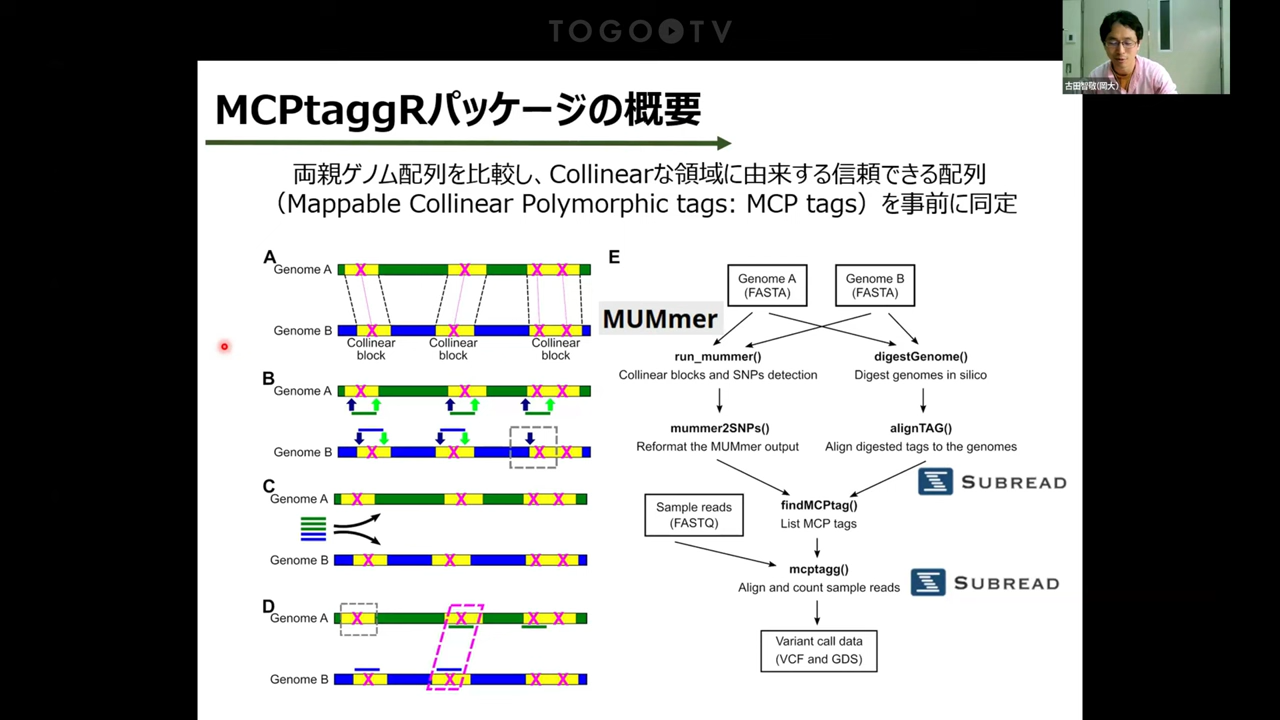 TOGO TV
古田智敬(岡大)
MCPtaggRパッケージの概要
両親ゲノム配列を比較し、Collinearな領域に由来する信頼できる配列
（Mappable Collinear Polymorphic tags: MCP tags）を事前に同定
A
Genome A
Genome B
Collinear block
Collinear block
Collinear block
B
Genome A
Genome B
C
Genome A
Genome B
D
Genome A
Genome B
E
Genome A
(FASTA)
Genome B
(FASTA)
MUMmer
run_mummer()
Collinear blocks and SNPs detection
digestGenome()
Digest genomes in silico
mummer2SNPs()
Reformat the MUMmer output
alignTAG()
Align digested tags to the genomes
SUBREAD
Sample reads
(FASTQ)
findMCPtag()
List MCP tags
mcptagg()
Align and count sample reads
SUBREAD
Variant call data
(VCF and GDS)